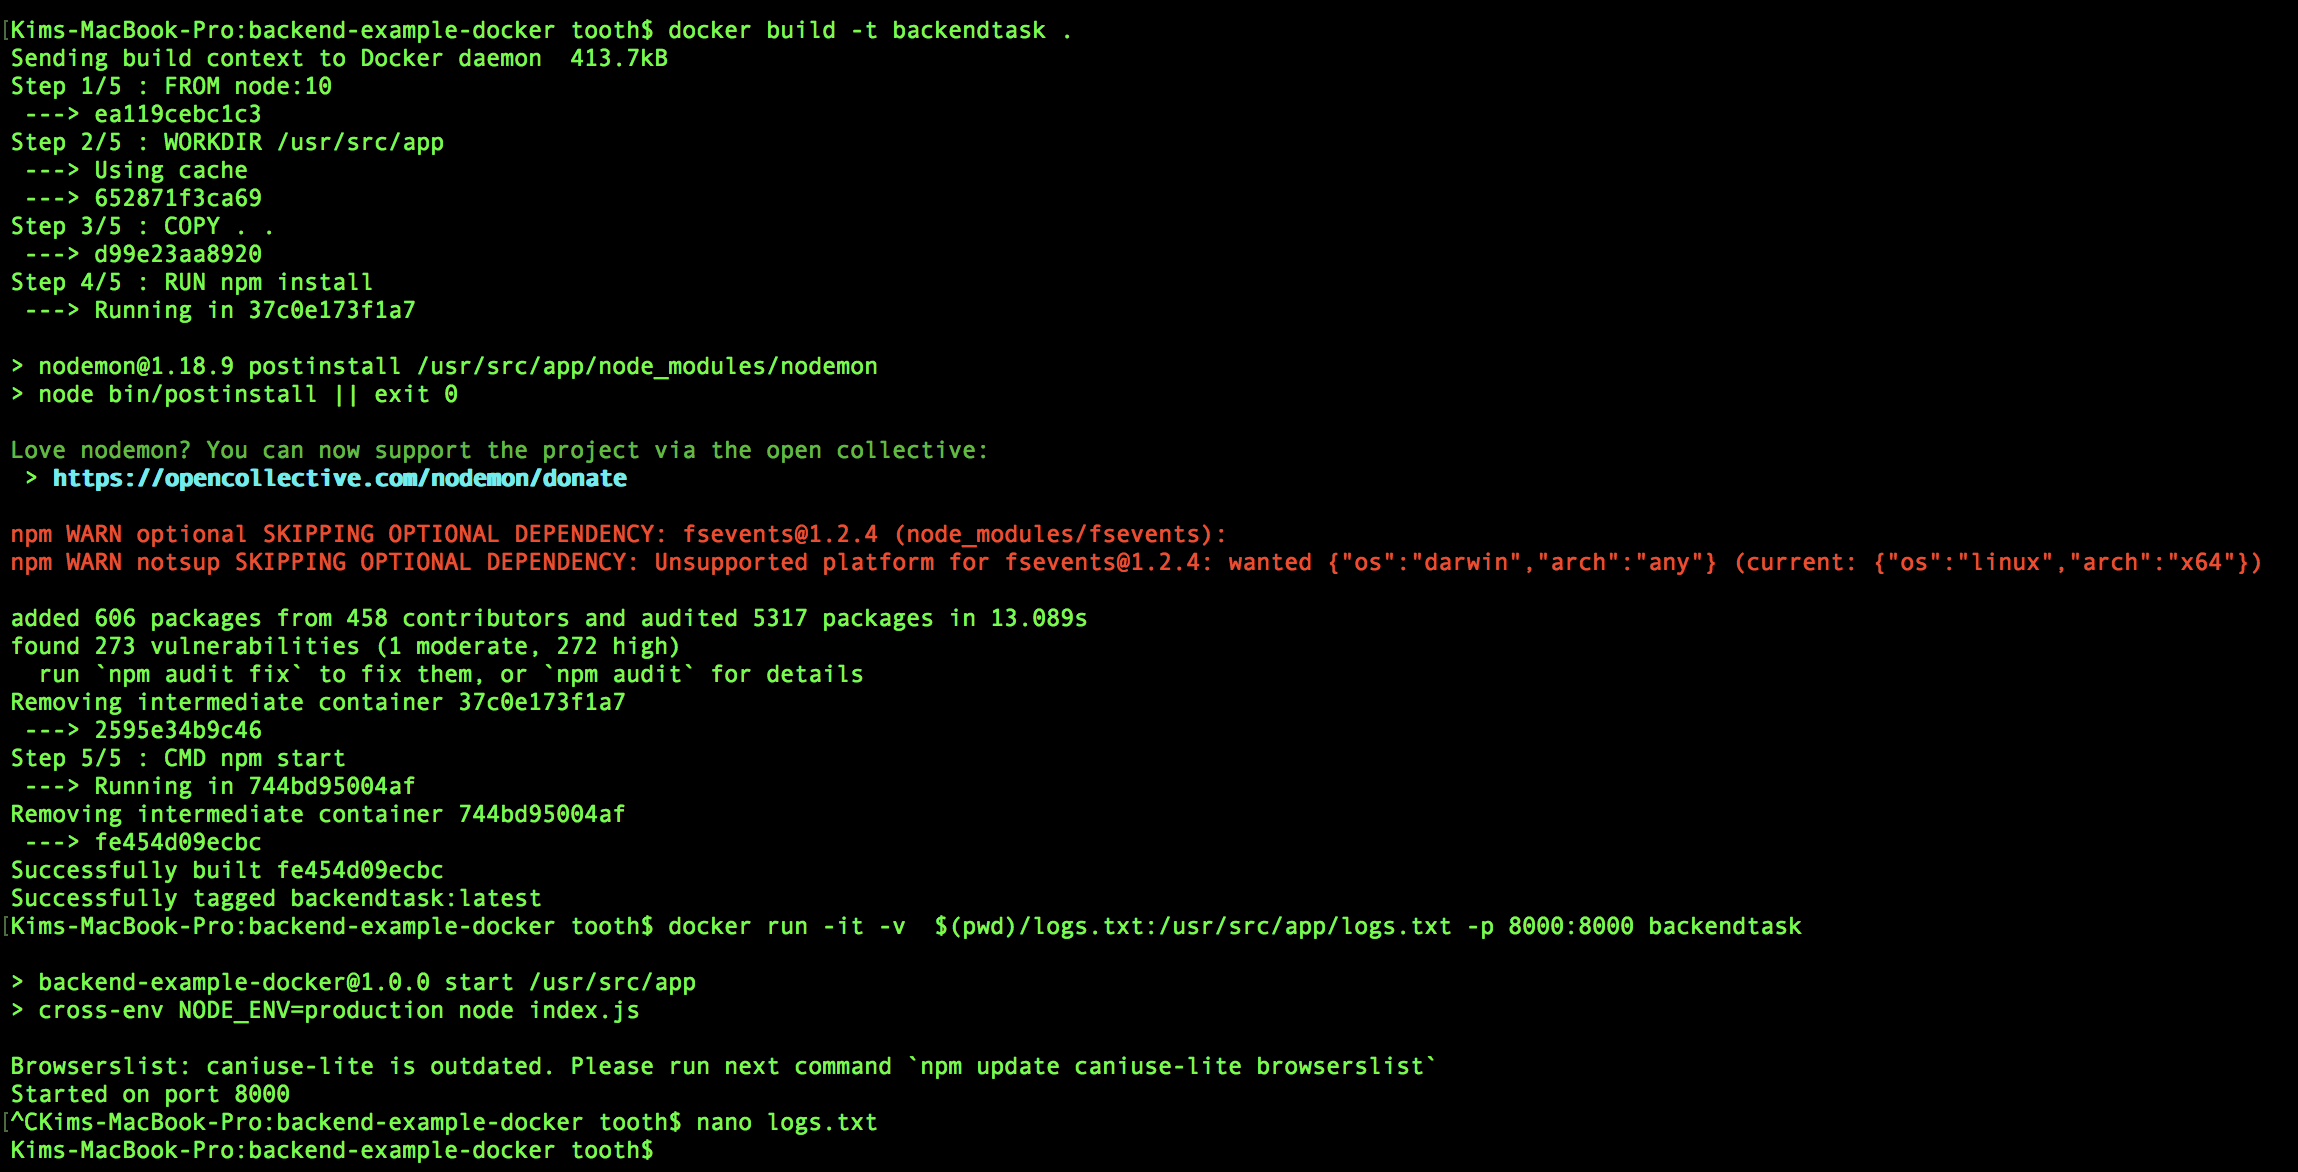 [Kims-MacBook-Pro:backend-example-docker tooth$ docker build -t backendtask .
Sending build context to Docker daemon  413.7kB
Step 1/5 : FROM node:10
 ---> ea119cebc1c3
Step 2/5 : WORKDIR /usr/src/app
 ---> Using cache
 ---> 652871f3ca69
Step 3/5 : COPY . .
 ---> d99e23aa8920
Step 4/5 : RUN npm install
 ---> Running in 37c0e173f1a7
> nodemon@1.18.9 postinstall /usr/src/app/node_modules/nodemon
> node bin/postinstall || exit 0
Love nodemon? You can now support the project via the open collective:
 > https://opencollective.com/nodemon/donate
npm WARN optional SKIPPING OPTIONAL DEPENDENCY: fsevents@1.2.4 (node_modules/fsevents):
npm WARN notsup SKIPPING OPTIONAL DEPENDENCY: Unsupported platform for fsevents@1.2.4: wanted {"os":"darwin","arch":"any"} (current: {"os":"linux","arch":"x64"})
added 606 packages from 458 contributors and audited 5317 packages in 13.089s
found 273 vulnerabilities (1 moderate, 272 high)
  run `npm audit fix` to fix them, or `npm audit` for details
Removing intermediate container 37c0e173f1a7
 ---> 2595e34b9c46
Step 5/5 : CMD npm start
 ---> Running in 744bd95004af
Removing intermediate container 744bd95004af
 ---> fe454d09ecbc
Successfully built fe454d09ecbc
Successfully tagged backendtask:latest
[Kims-MacBook-Pro:backend-example-docker tooth$ docker run -it -v  $(pwd)/logs.txt:/usr/src/app/logs.txt -p 8000:8000 backendtask
> backend-example-docker@1.0.0 start /usr/src/app
> cross-env NODE_ENV=production node index.js
Browserslist: caniuse-lite is outdated. Please run next command `npm update caniuse-lite browserslist`
Started on port 8000
[^CKims-MacBook-Pro:backend-example-docker tooth$ nano logs.txt
Kims-MacBook-Pro:backend-example-docker tooth$